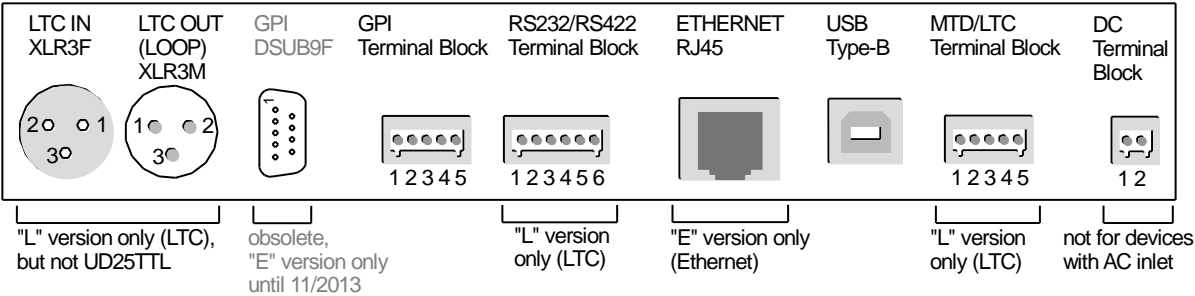 LTC IN
XLR3F
LTC OUT
(LOOP)
XLR3M
GPI
DSUB9F
GPI
Terminal Block
RS232/RS422
Terminal Block
ETHERNET
RJ45
USB
Type-B
MTD/LTC
Terminal Block
DC
Terminal
Block
2 1
3
1 2
3
1
1 2 3 4 5
1 2 3 4 5 6
1 2 3 4 5
1 2
"L" version only (LTC),
but not UD25TTL
obsolete,
"E" version only
until 11/2013
"L" version
only (LTC)
"E" version only
(Ethernet)
"L" version
only (LTC)
not for devices
with AC inlet